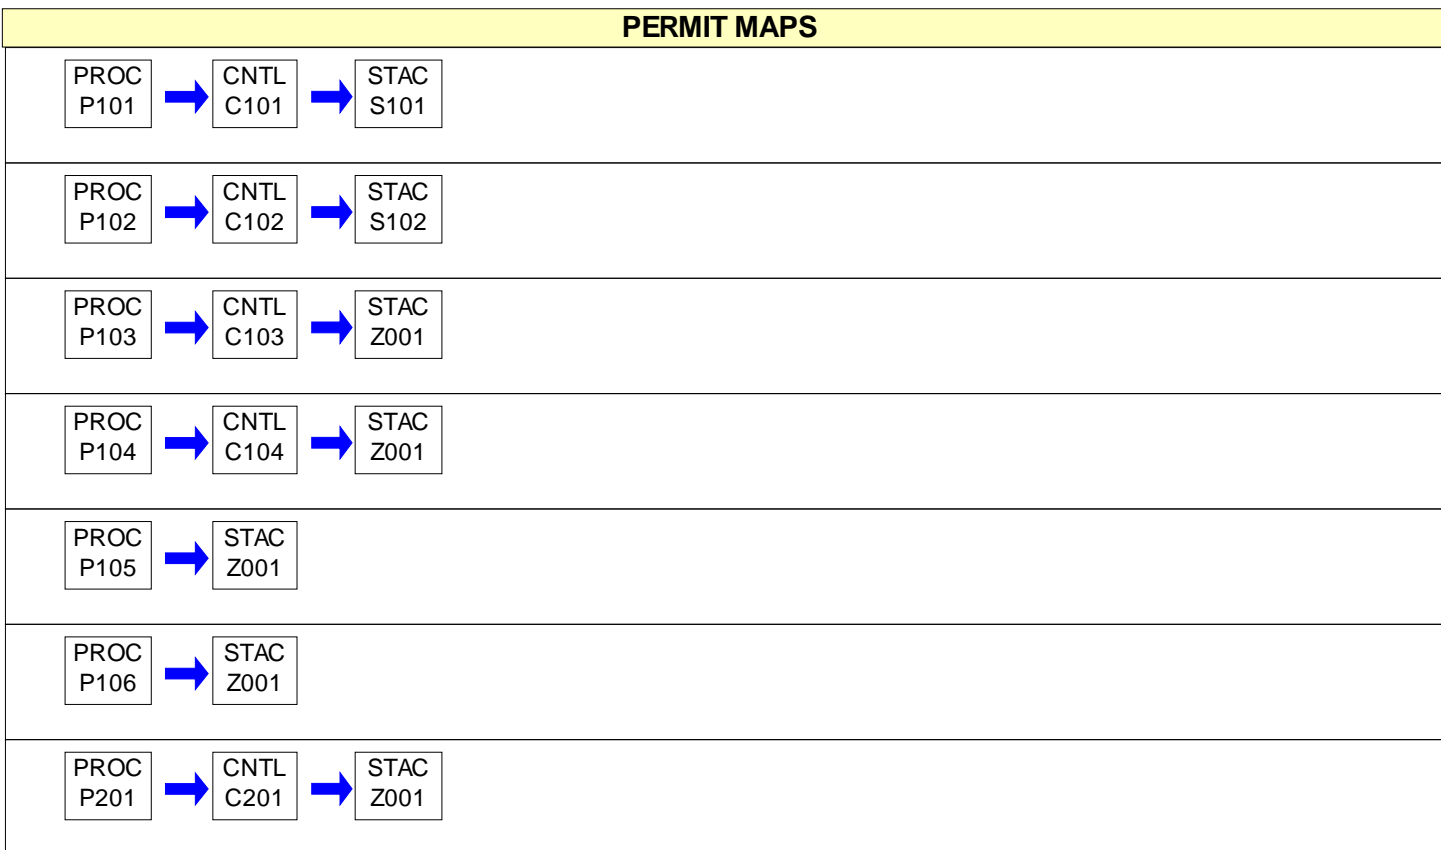 PERMIT MAPS
PROC CNTL STAC
P101 C101 S101
PROC CNTL STAC
P102 C102 S102
PROC CNTL STAC
P103 C103 Z001
PROC CNTL STAC
P104 C104 Z001
PROC STAC
P105 Z001
PROC STAC
P106 Z001
PROC CNTL STAC
P201 C201 Z001